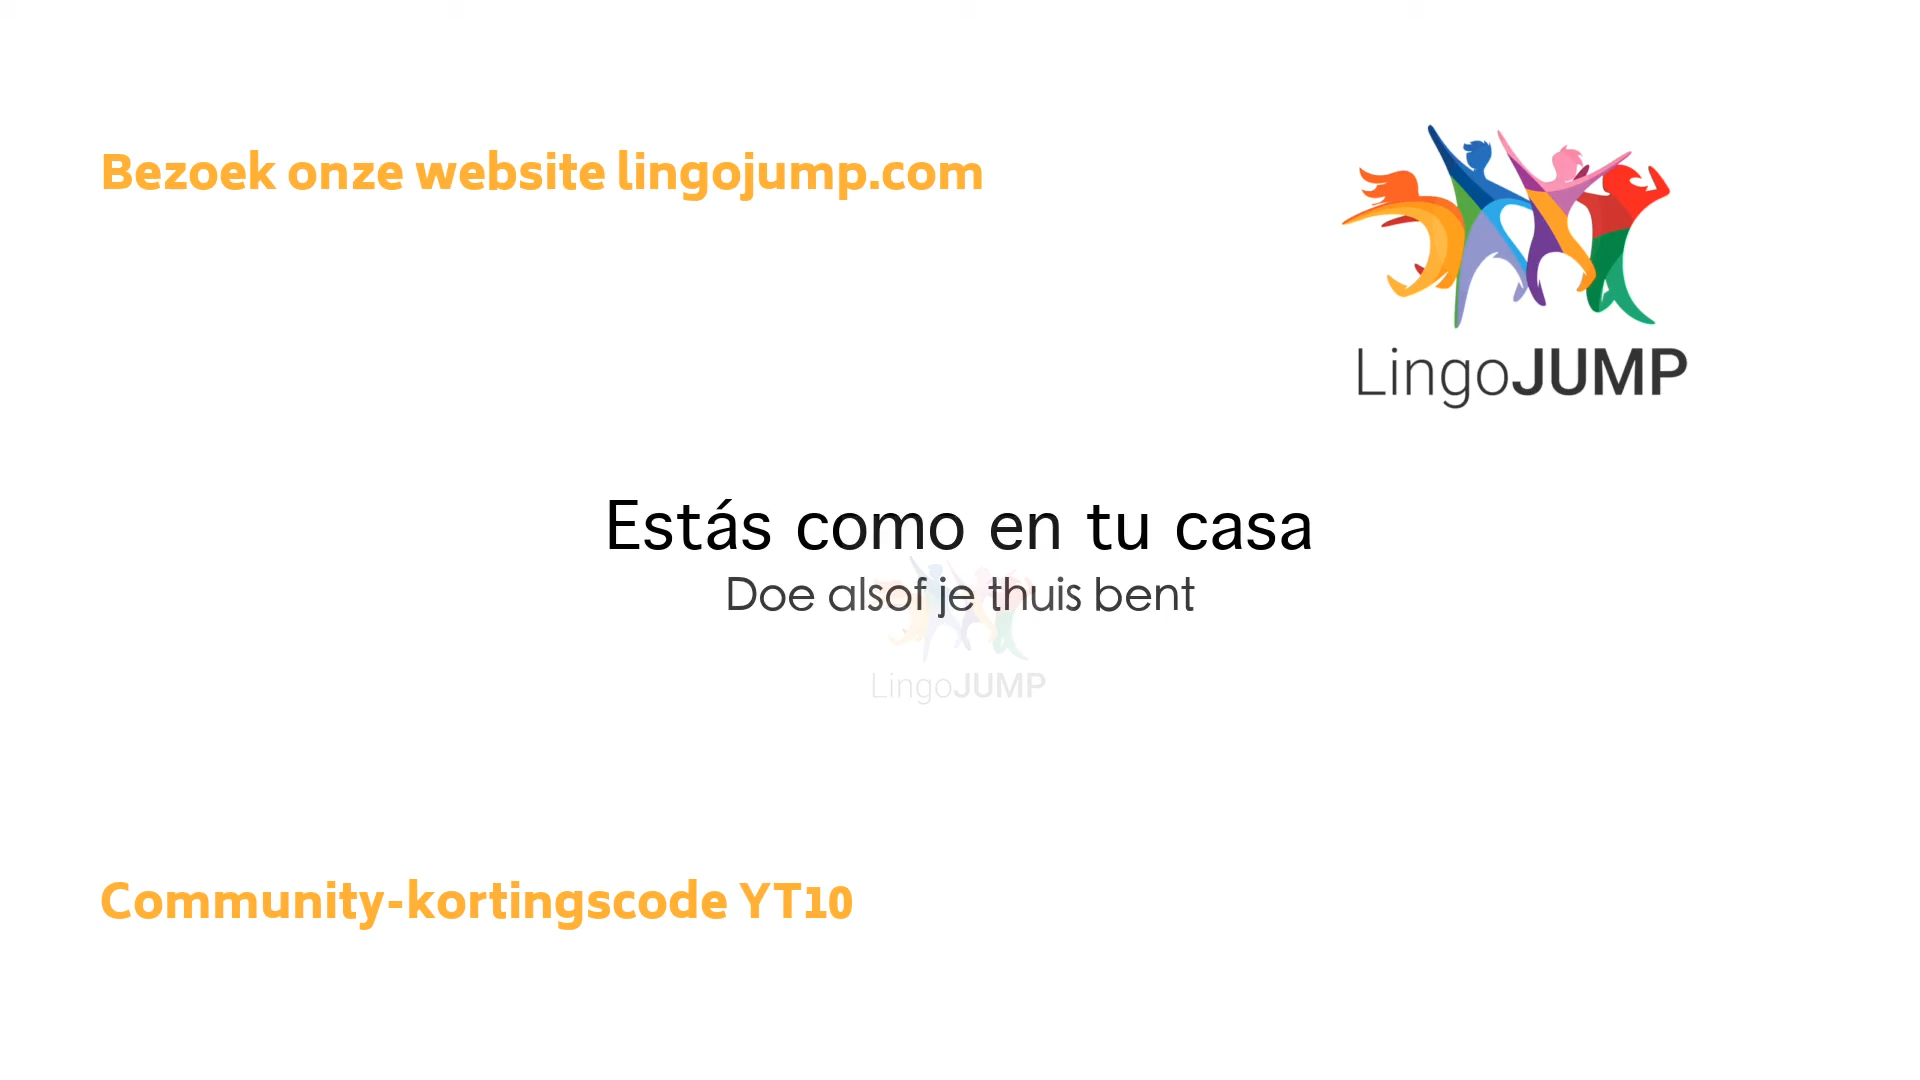 Bezoek onze website lingojump.com
LingoJUMP
Estás como en tu casa
Doe alsof je thuis bent
LingoJUMP
Community-kortingscode YT10